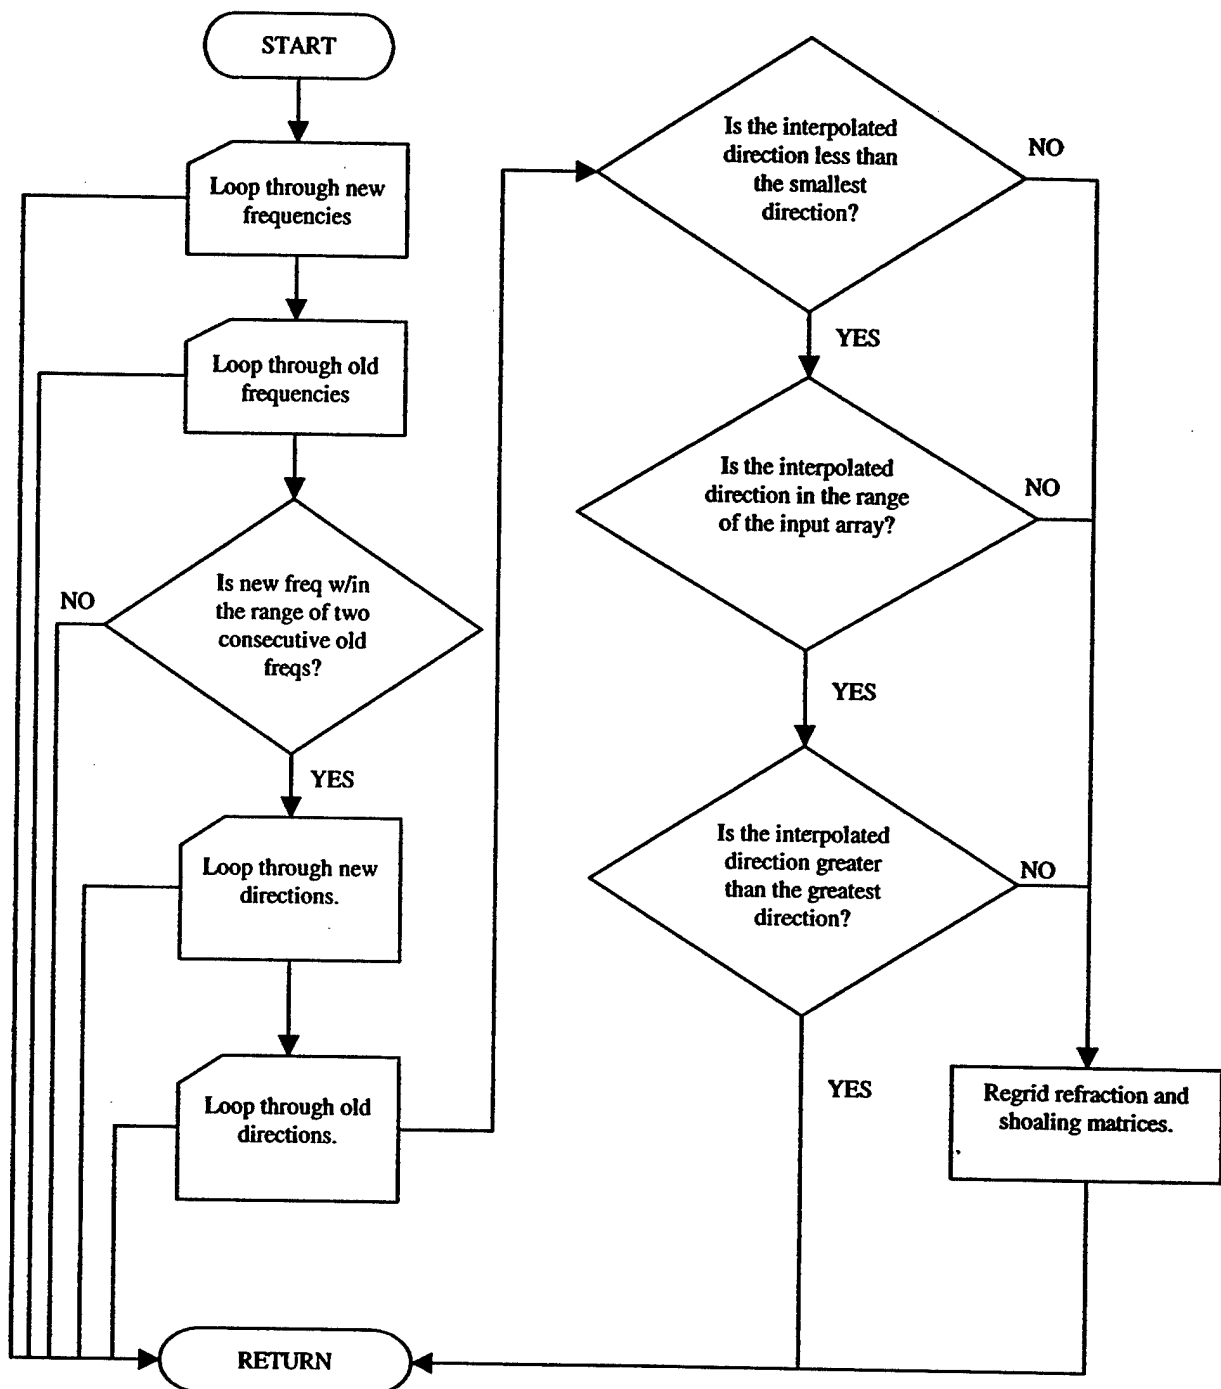 START
Loop through new
frequencies
Loop through old
frequencies
NO
Is new freq w/in
the range of two
consecutive old
freqs?
YES
Loop through new
directions.
Loop through old
directions.
Is the interpolated
direction less than
the smallest
direction?
NO
YES
Is the interpolated
direction in the range
of the input array?
NO
YES
Is the interpolated
direction greater
than the greatest
direction?
NO
YES
Regrid refraction and
shoaling matrices.
RETURN